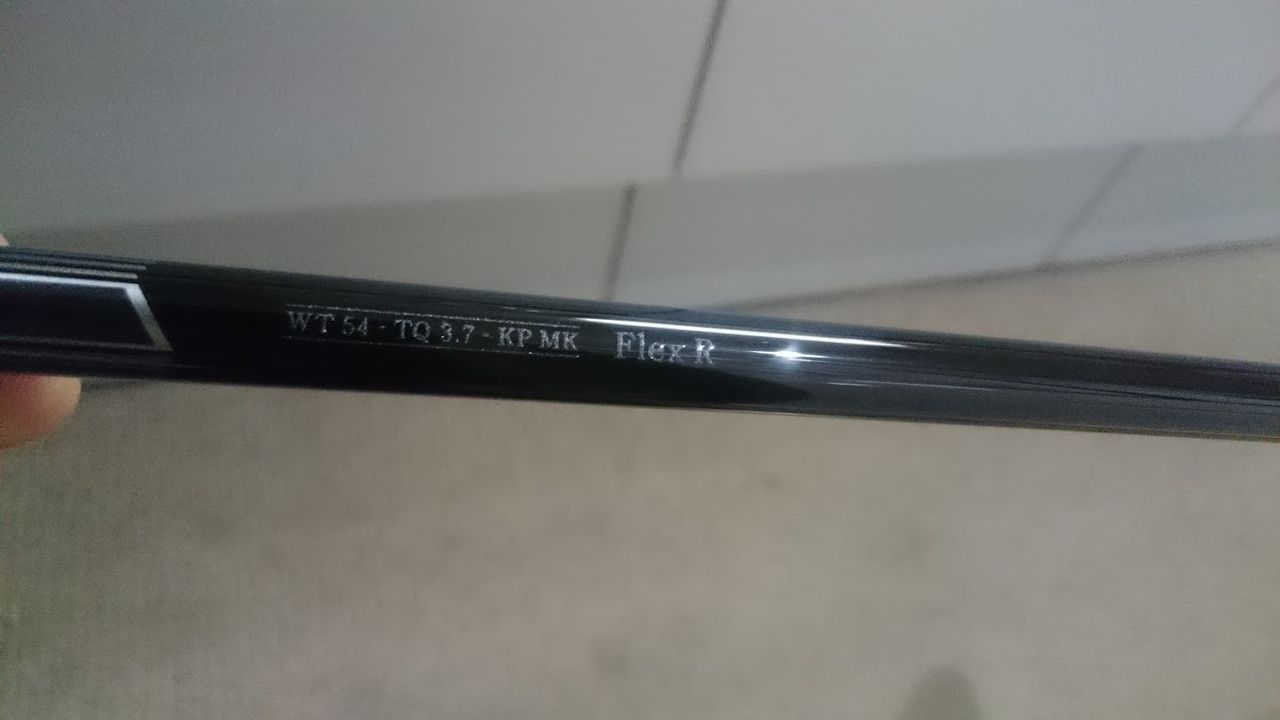 WT 54 - TQ 3.7 - KP MK Flex R